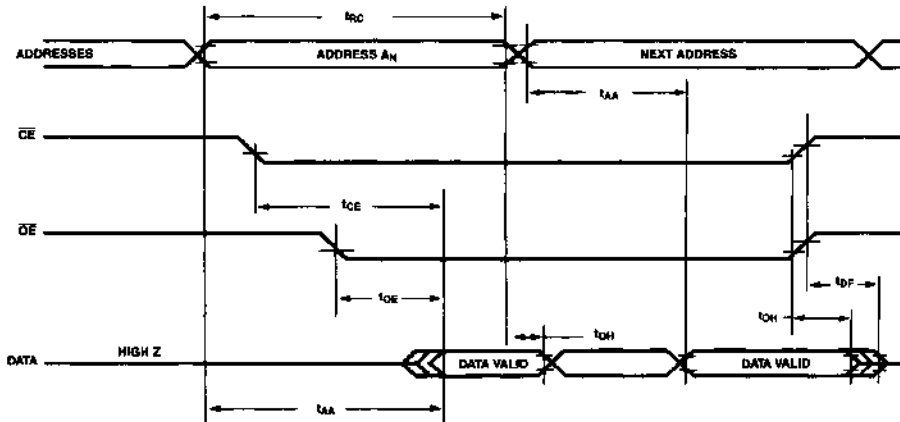 tRC
ADDRESSES ADDRESS AN NEXT ADDRESS
tAA
CE
tCE
OE
tOE tDF
tOH tOH
DATA HIGH Z DATA VALID DATA VALID
tAA